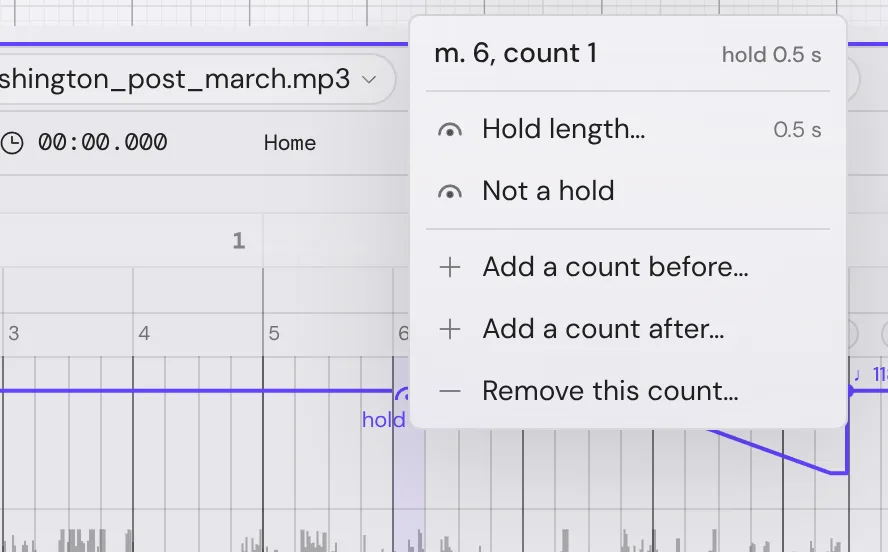 m. 6, count 1 hold 0.5 s
shington_post_march.mp3
Hold length... 0.5 s
00:00.000 Home
Not a hold
1
Add a count before...
3 4 5 6
Add a count after...
Remove this count...
♩ 11
hold